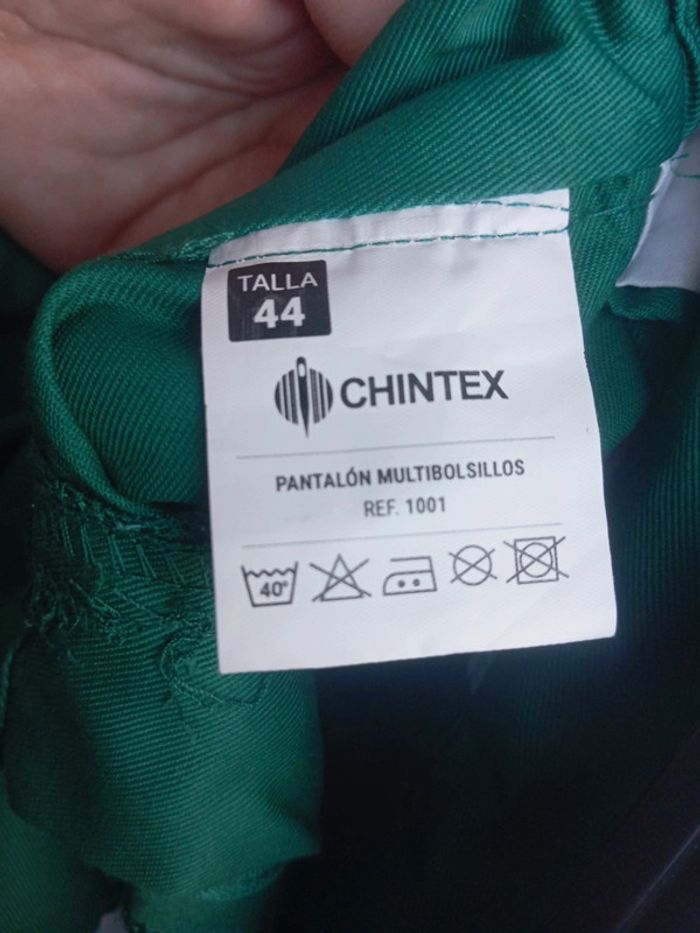 TALLA
44
CHINTEX
PANTALÓN MULTIBOLSILLOS
REF. 1001
40°